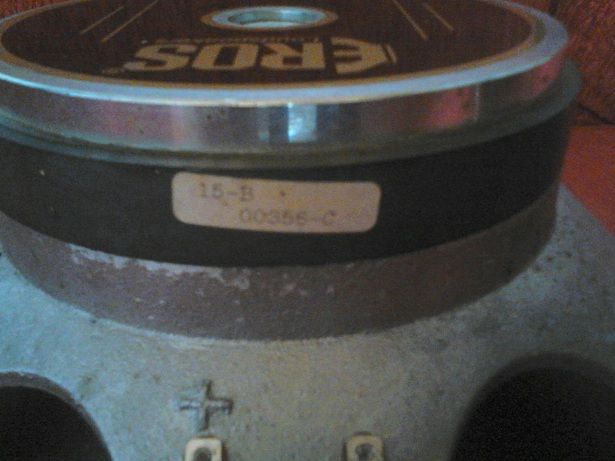 EROS
®
15-B
00356-C
+